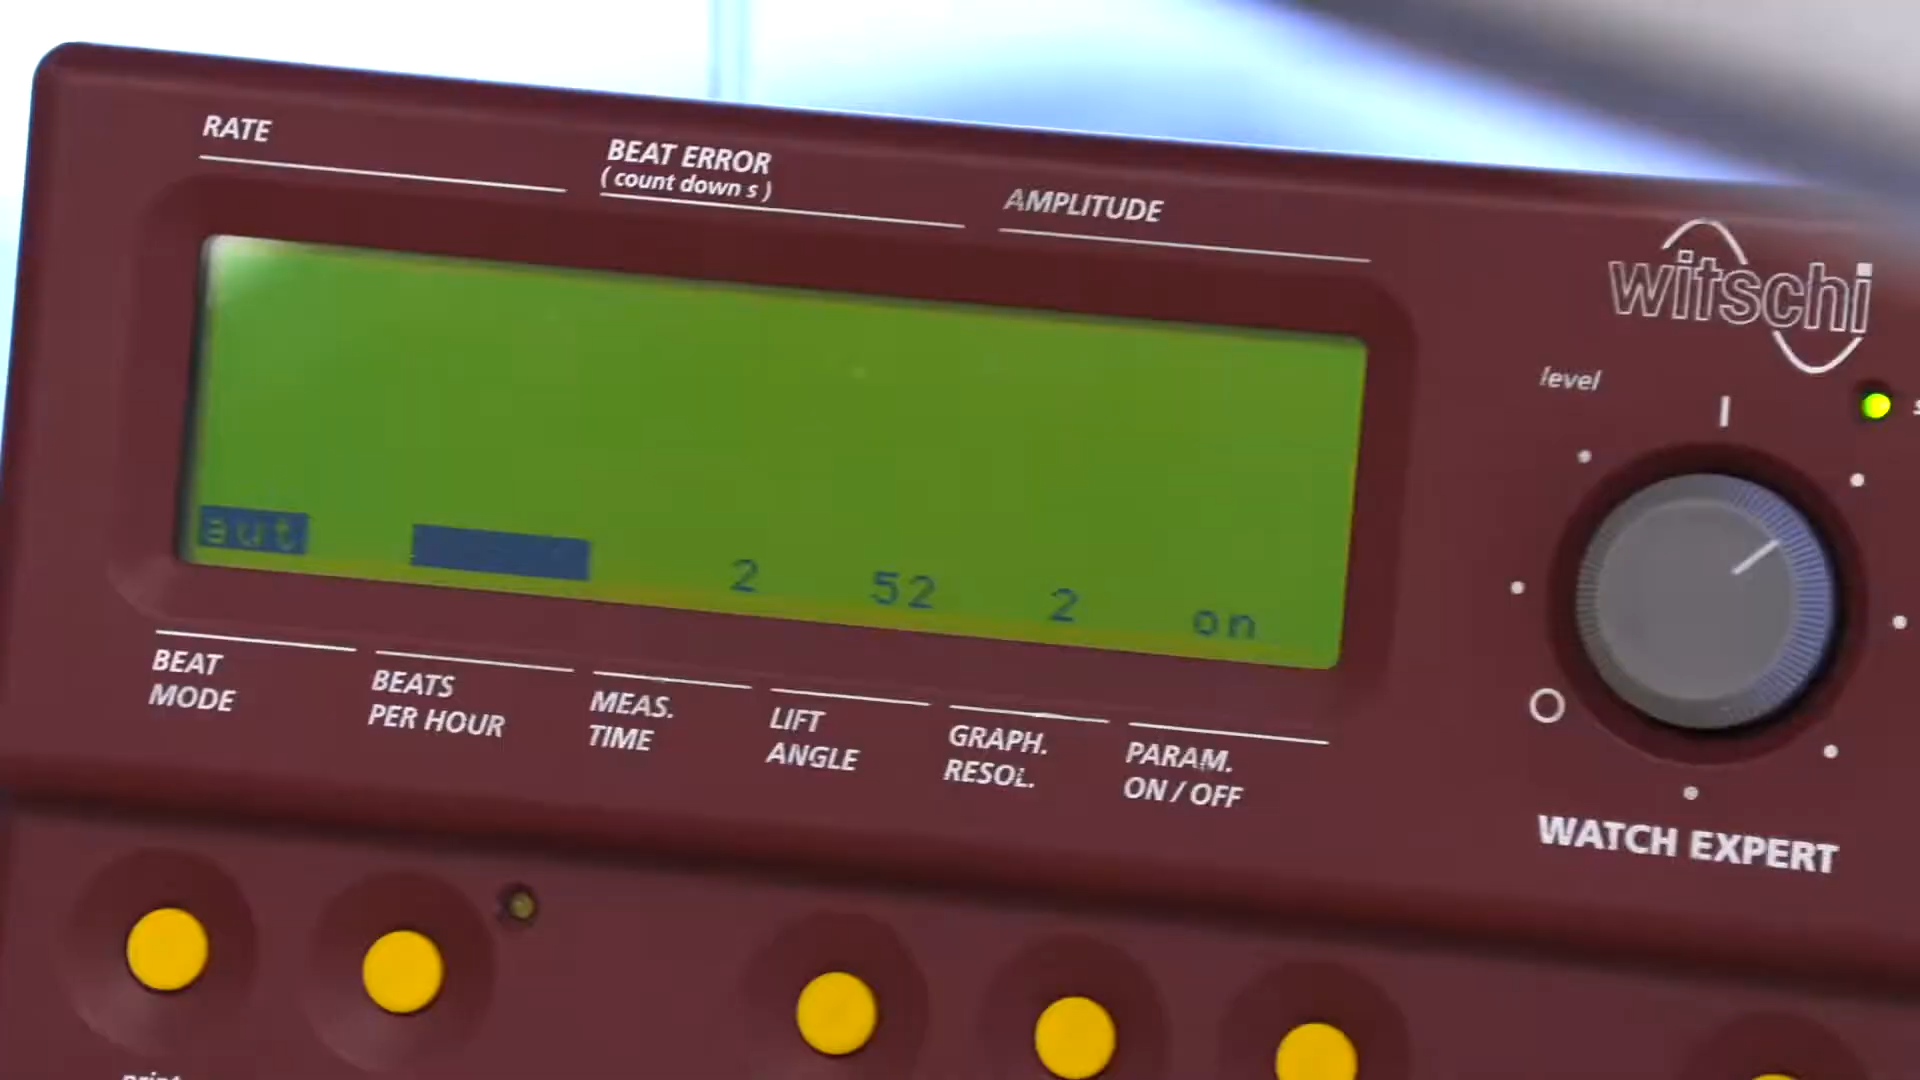 RATE
BEAT ERROR
( count down s )
AMPLITUDE
witschi
level
aut 2 52 2 on
BEAT
MODE
BEATS
PER HOUR
MEAS.
TIME
LIFT
ANGLE
GRAPH.
RESOL.
PARAM.
ON / OFF
WATCH EXPERT